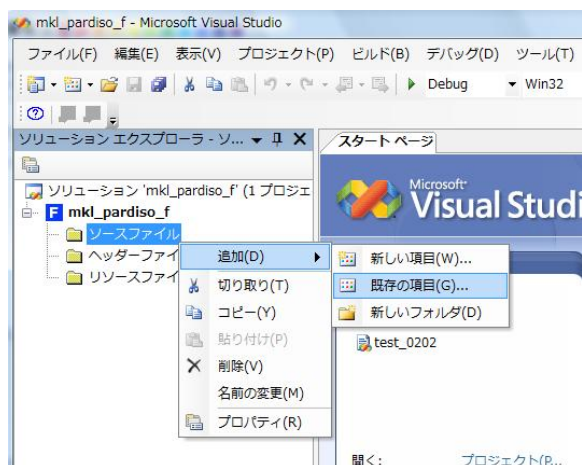 mkl_pardiso_f - Microsoft Visual Studio
ファイル(F) 編集(E) 表示(V) プロジェクト(P) ビルド(B) デバッグ(D) ツール(T)
Debug Win32
ソリューション エクスプローラ - ソ...
スタート ページ
ソリューション 'mkl_pardiso_f' (1 プロジェ
Microsoft
Visual Studi
F mkl_pardiso_f
ソースファイル
ヘッダーファイ
リソースファイ
追加(D)
切り取り(T)
コピー(Y)
貼り付け(P)
削除(V)
名前の変更(M)
プロパティ(R)
新しい項目(W)...
既存の項目(G)...
新しいフォルダ(D)
test_0202
開く: プロジェクト(P...